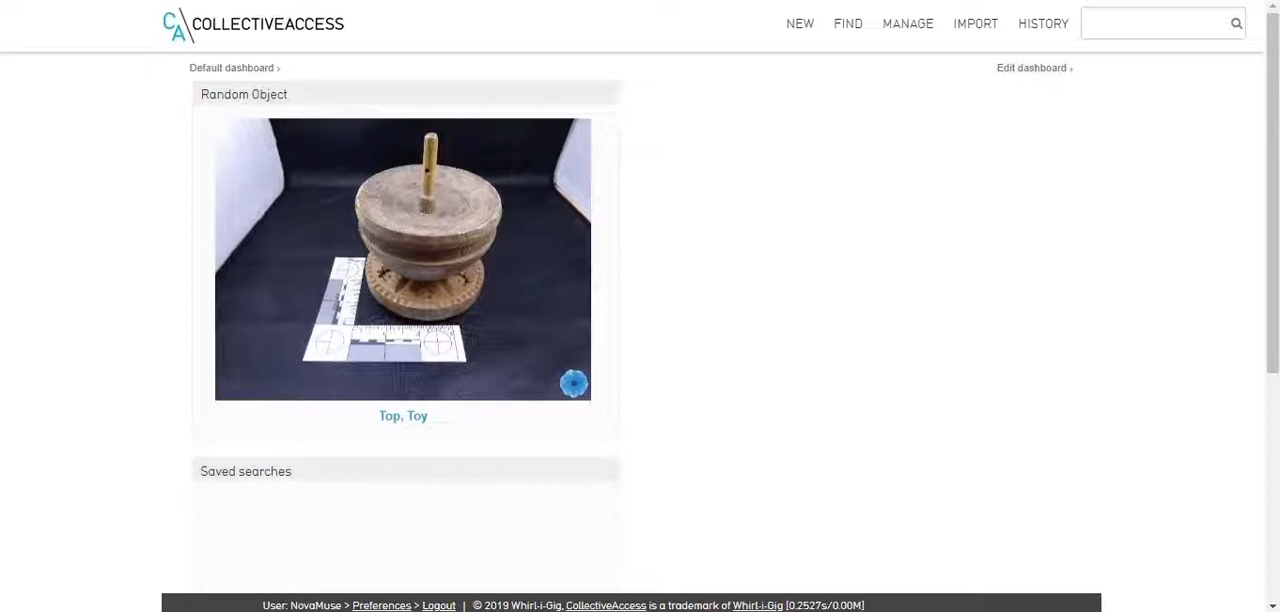 CA COLLECTIVEACCESS
NEW FIND MANAGE IMPORT HISTORY
Default dashboard ›
Edit dashboard ›
Random Object
Top, Toy
Saved searches
User: NovaMuse > Preferences > Logout | © 2019 Whirl-i-Gig, CollectiveAccess is a trademark of Whirl-i-Gig [0.2527s/0.00M]